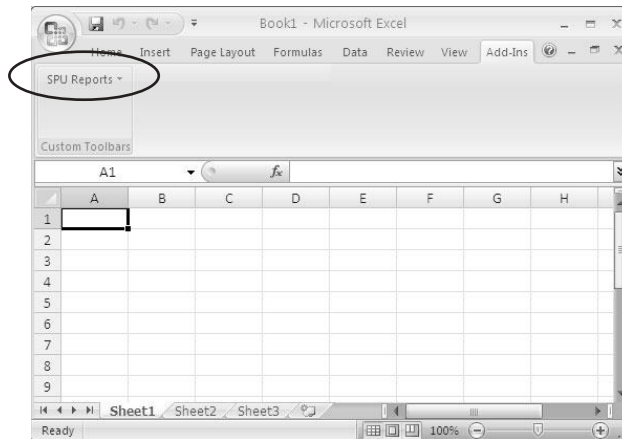 Book1 - Microsoft Excel
Home Insert Page Layout Formulas Data Review View Add-Ins
SPU Reports
Custom Toolbars
A1 fx
A B C D E F G H
1
2
3
4
5
6
7
8
9
Sheet1 Sheet2 Sheet3
Ready 100%